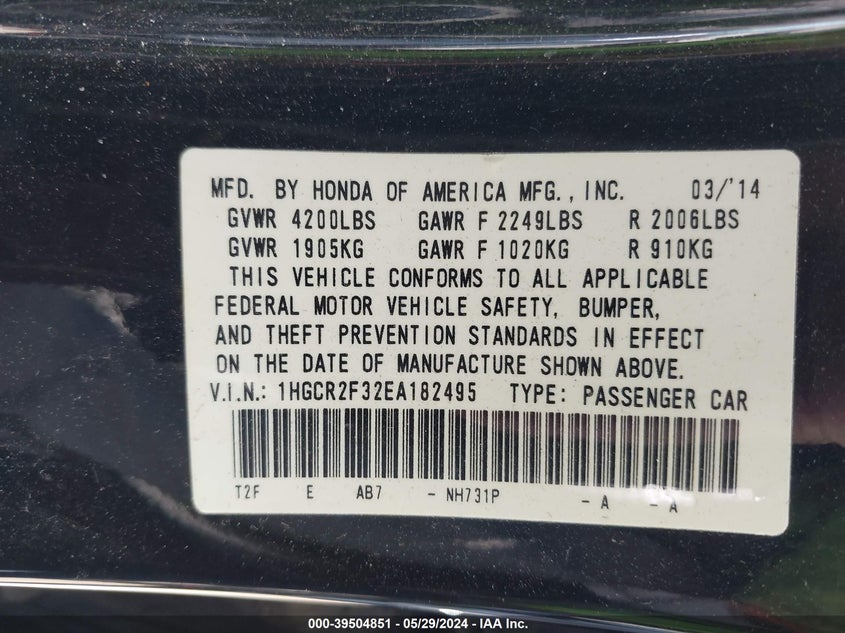 MFD. BY HONDA OF AMERICA MFG., INC. 03/'14
GVWR 4200LBS GAWR F 2249LBS R 2006LBS
GVWR 1905KG GAWR F 1020KG R 910KG
THIS VEHICLE CONFORMS TO ALL APPLICABLE
FEDERAL MOTOR VEHICLE SAFETY, BUMPER,
AND THEFT PREVENTION STANDARDS IN EFFECT
ON THE DATE OF MANUFACTURE SHOWN ABOVE.
V.I.N.: 1HGCR2F32EA182495 TYPE: PASSENGER CAR
T2F E AB7 - NH731P - A - A
000-39504851 / 05/29/2024 - IAA Inc.